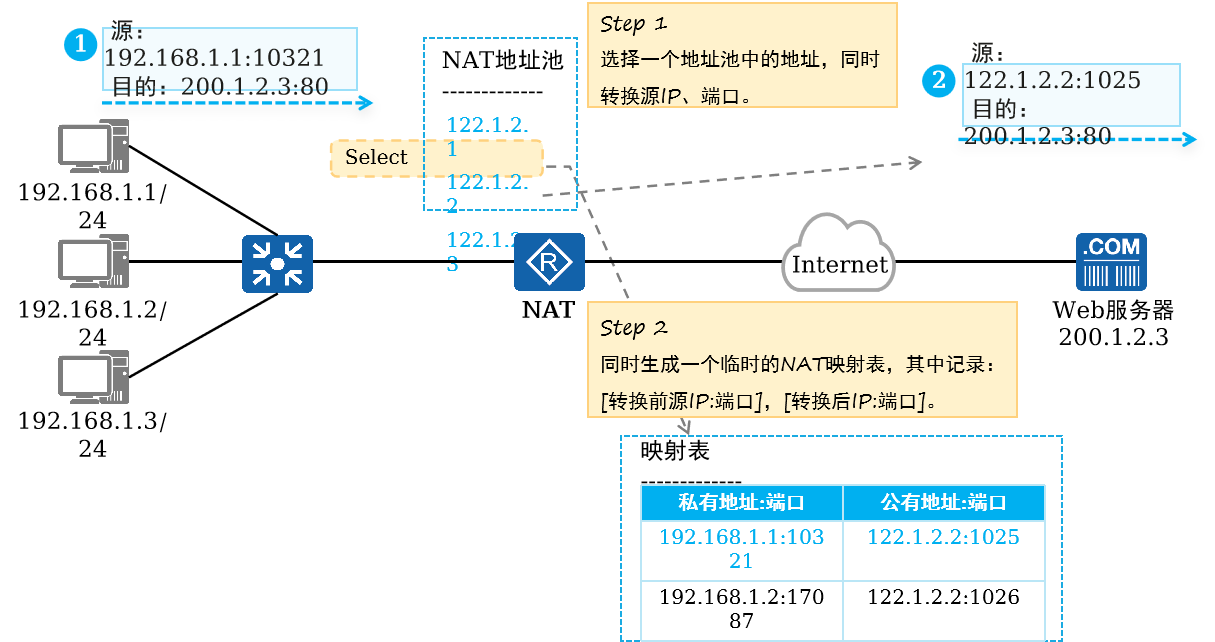 1
源：
192.168.1.1:10321
目的：200.1.2.3:80
NAT地址池
-------------
122.1.2.
1
122.1.2.
2
122.1.2.
3
Select
Step 1
选择一个地址池中的地址，同时
转换源IP、端口。
2
源：
122.1.2.2:1025
目的：
200.1.2.3:80
192.168.1.1/
24
192.168.1.2/
24
192.168.1.3/
24
R
NAT
Internet
.COM
Web服务器
200.1.2.3
Step 2
同时生成一个临时的NAT映射表，其中记录：
[转换前源IP:端口]，[转换后IP:端口]。
映射表
-------------
私有地址:端口 公有地址:端口
192.168.1.1:103 122.1.2.2:1025
21
192.168.1.2:170 122.1.2.2:1026
87